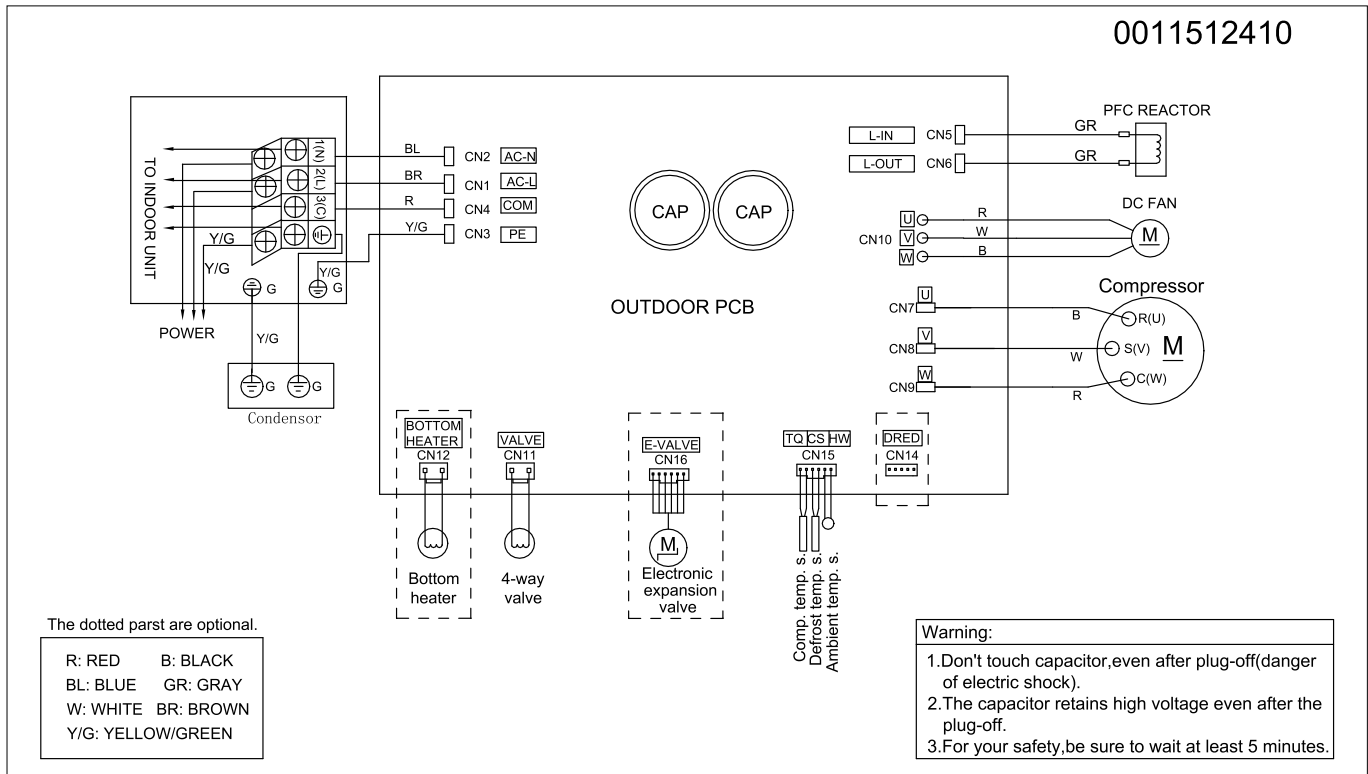 0011512410
TO INDOOR UNIT
1(N)
2(L)
3(C)
Y/G
Y/G
Y/G
G
G
POWER
Y/G
G
G
Condensor
BL
CN2
AC-N
BR
CN1
AC-L
R
CN4
COM
Y/G
CN3
PE
CAP
CAP
OUTDOOR PCB
L-IN
CN5
GR
L-OUT
CN6
GR
PFC REACTOR
DC FAN
CN10
U
V
W
R
W
B
M
Compressor
U
CN7
B
R(U)
V
CN8
W
S(V)
M
W
CN9
R
C(W)
BOTTOM
HEATER
CN12
Bottom
heater
VALVE
CN11
4-way
valve
E-VALVE
CN16
M
Electronic
expansion
valve
TQ CS HW
CN15
Comp. temp. s.
Defrost temp. s.
Ambient temp. s.
DRED
CN14
The dotted parst are optional.
R: RED B: BLACK
BL: BLUE GR: GRAY
W: WHITE BR: BROWN
Y/G: YELLOW/GREEN
Warning:
1.Don't touch capacitor,even after plug-off(danger
of electric shock).
2.The capacitor retains high voltage even after the
plug-off.
3.For your safety,be sure to wait at least 5 minutes.